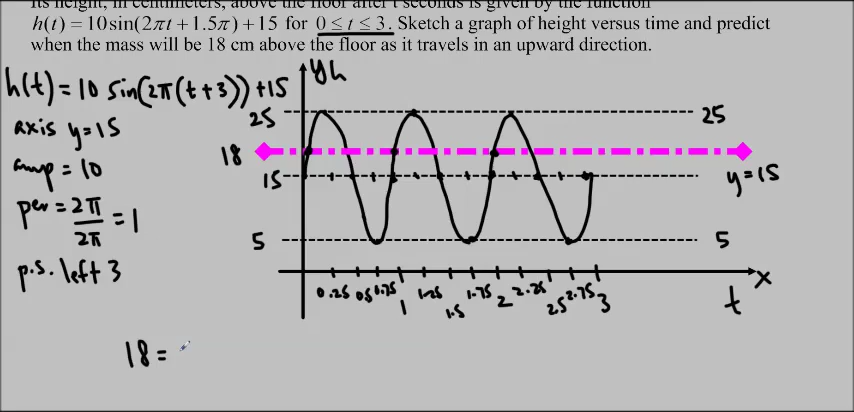 its height, in centimeters, above the floor after t seconds is given by the function
h(t) = 10sin(2πt + 1.5π) + 15 for 0 ≤ t ≤ 3. Sketch a graph of height versus time and predict
when the mass will be 18 cm above the floor as it travels in an upward direction.
h(t) = 10 sin(2π(t+3)) + 15
axis y=15
amp = 10
per = 2π/2π = 1
p.s. left 3
18 =
y h
25 25
18
15 y=15
5 5
0.25 0.5 0.75 1 1.25 1.5 1.75 2 2.25 2.5 2.75 3
t x